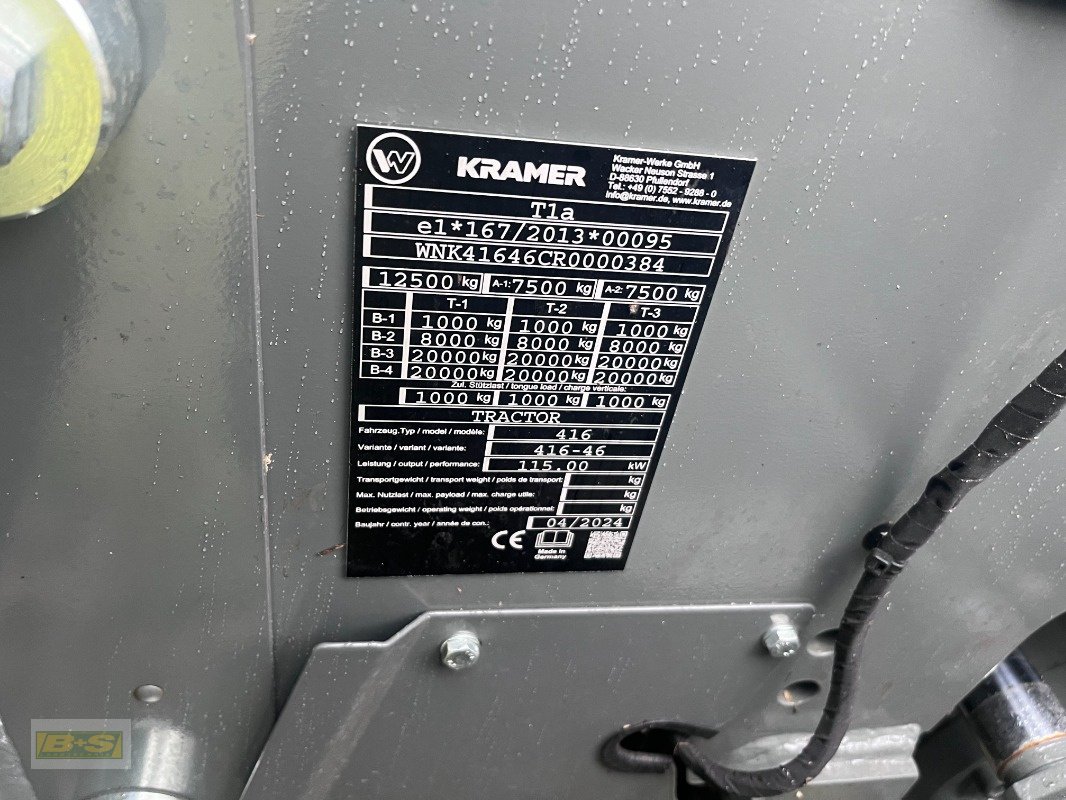 W KRAMER
Kramer-Werke GmbH
Wacker Neuson Strasse 1
D-88630 Pfullendorf
Tel.: +49 (0) 7552 - 9288 - 0
info@kramer.de, www.kramer.de
T1a
e1*167/2013*00095
WNK41646CR0000384
12500 kg A-1: 7500 kg A-2: 7500 kg
T-1 T-2 T-3
B-1 1000 kg 1000 kg 1000 kg
B-2 8000 kg 8000 kg 8000 kg
B-3 20000 kg 20000 kg 20000 kg
B-4 20000 kg 20000 kg 20000 kg
Zul. Stützlast / tongue load / charge verticale:
1000 kg 1000 kg 1000 kg
TRACTOR
Fahrzeug.Typ / model / modèle: 416
Variante / variant / variante: 416-46
Leistung / output / performance: 115.00 kW
Transportgewicht / transport weight / poids de transport: kg
Max. Nutzlast / max. payload / max. charge utile: kg
Betriebsgewicht / operating weight / poids opérationnel: kg
Baujahr / contr. year / année de con.: 04/2024
CE
Made in
Germany
B+S